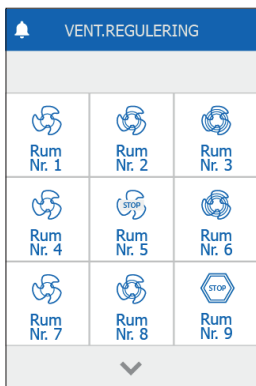 VENT.REGULERING
Rum
Nr. 1
Rum
Nr. 2
Rum
Nr. 3
Rum
Nr. 4
STOP
Rum
Nr. 5
Rum
Nr. 6
Rum
Nr. 7
Rum
Nr. 8
STOP
Rum
Nr. 9